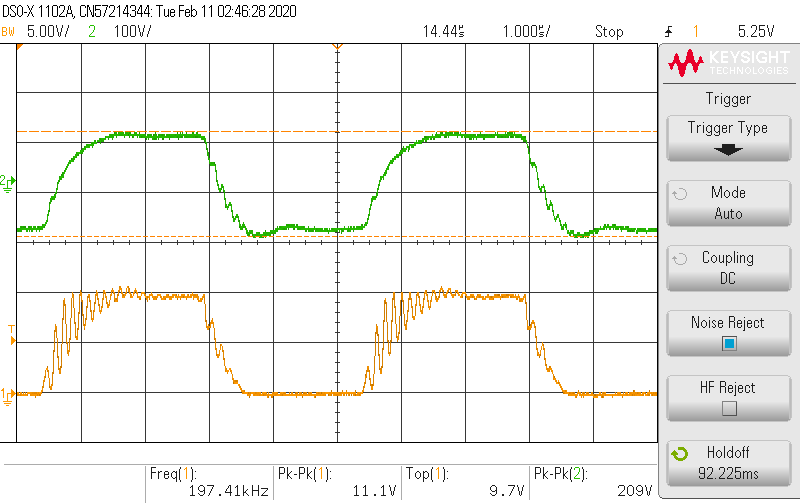 DSO-X 1102A, CN57214344: Tue Feb 11 02:46:28 2020
BW 5.00V/ 2 100V/ 14.44s 1.000s/ Stop 1 5.25V
KEYSIGHT
TECHNOLOGIES
Trigger
Trigger Type
Mode
Auto
Coupling
DC
Noise Reject
HF Reject
Holdoff
92.225ms
2
T
1
Freq(1): Pk-Pk(1): Top(1): Pk-Pk(2):
197.41kHz 11.1V 9.7V 209V